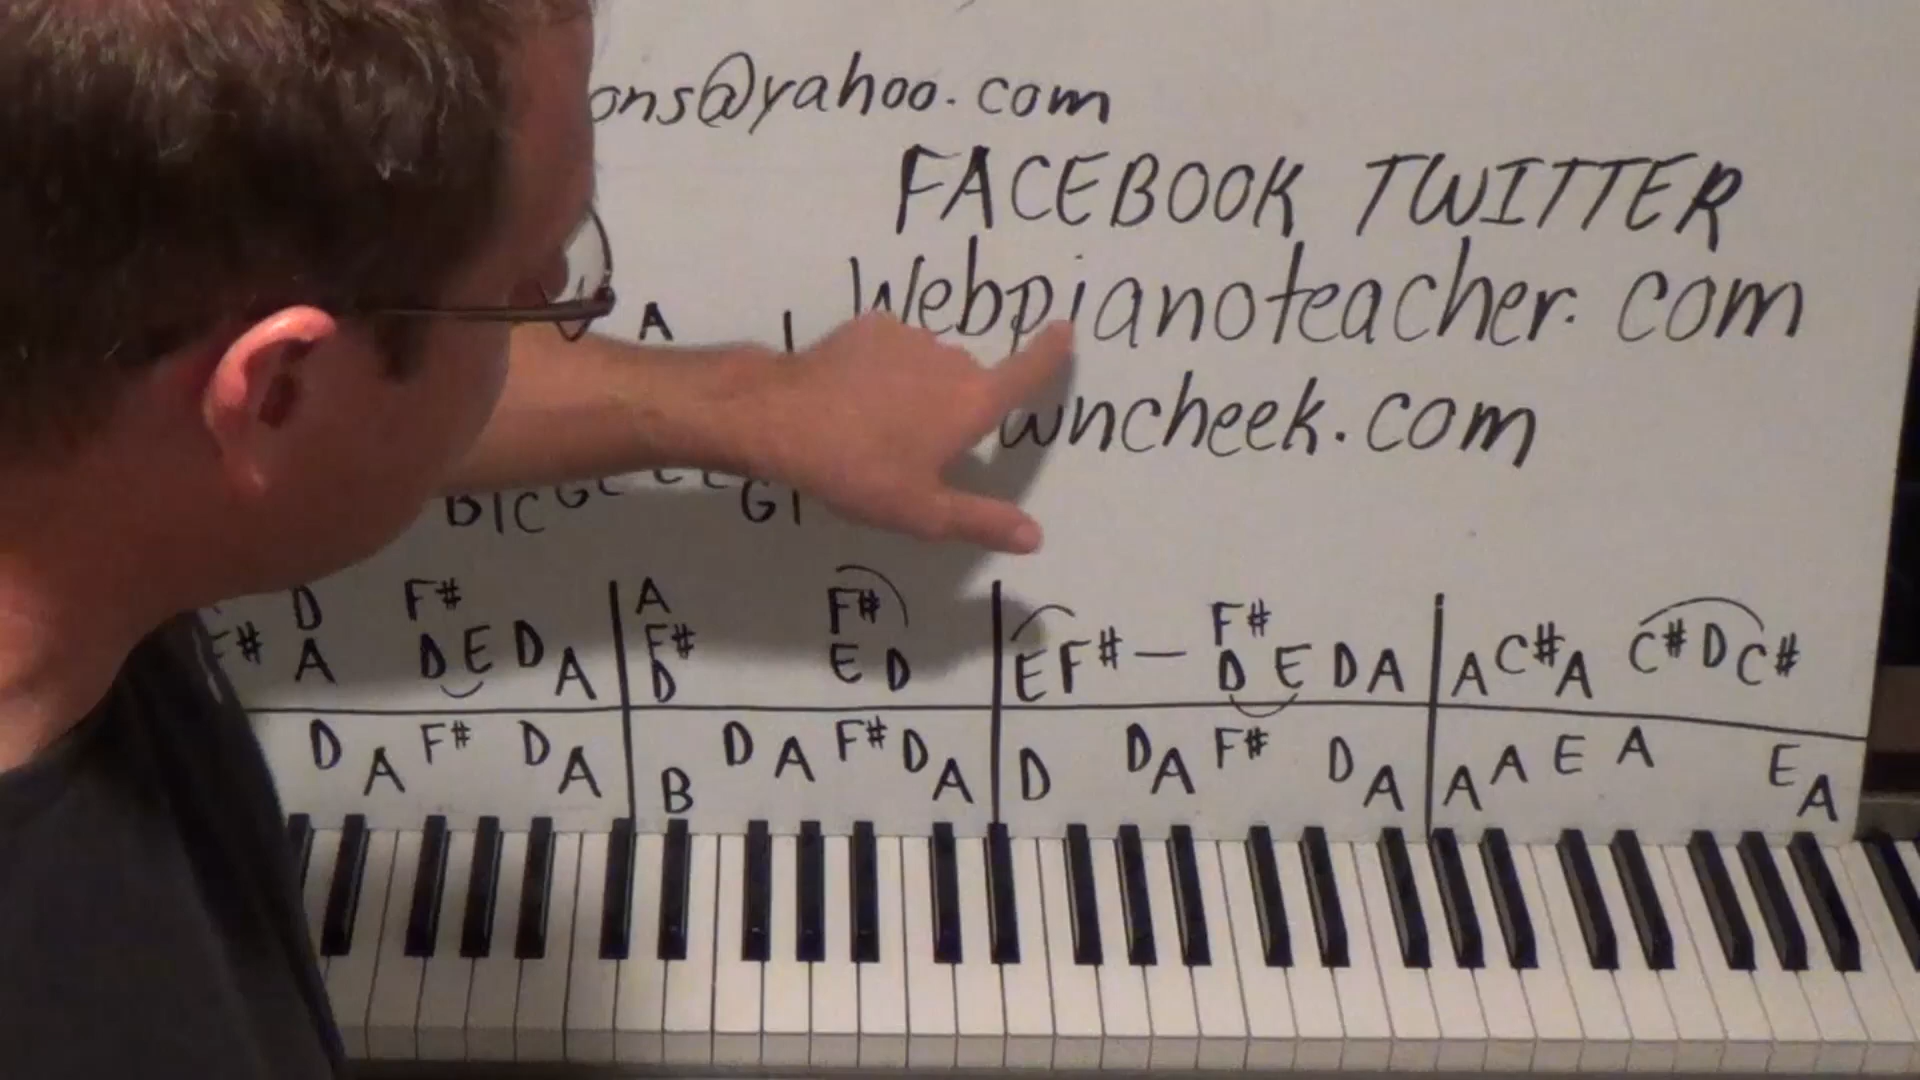 ons@yahoo.com
FACEBOOK TWITTER
Webpianoteacher.com
wncheek.com
A
B|C G E G|
D F# A F# F#
F# A D E D A F# D E D E F# — D E D A A C# A C# D C#
D A F# D A B D A F# D A D D A F# D A A A E A E A